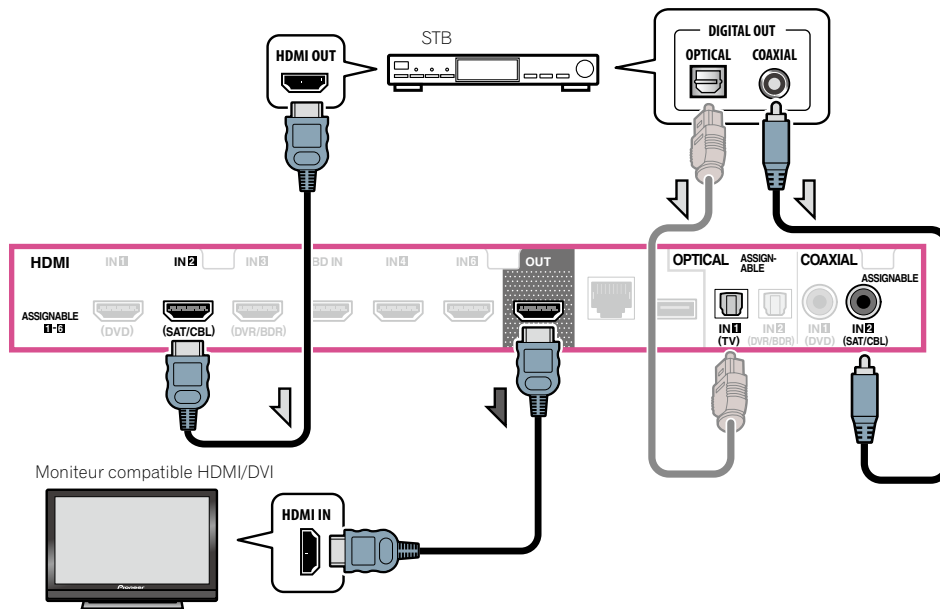 STB
HDMI OUT
DIGITAL OUT
OPTICAL COAXIAL
HDMI
ASSIGNABLE
1-6
IN 1
(DVD)
IN 2
(SAT/CBL)
IN 3
(DVR/BDR)
BD IN
IN 4
IN 6
OUT
OPTICAL
ASSIGN-
ABLE
IN 1
(TV)
IN 2
(DVR/BDR)
COAXIAL
ASSIGNABLE
IN 1
(DVD)
IN 2
(SAT/CBL)
Moniteur compatible HDMI/DVI
HDMI IN
Pioneer